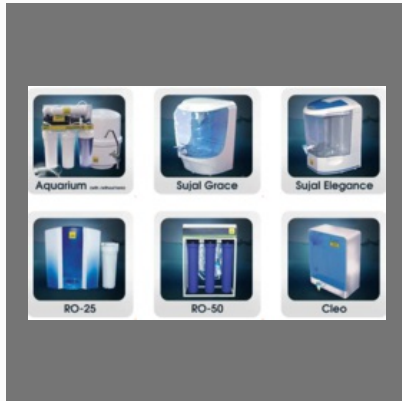 Aquarium
Sujal Grace
Sujal Elegance
RO-25
RO-50
Cleo